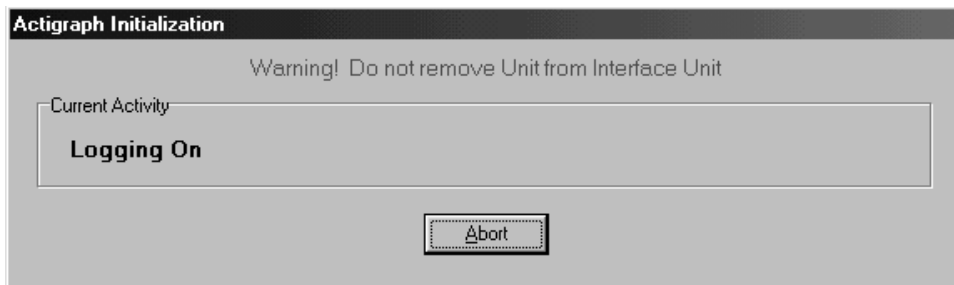 Actigraph Initialization
Warning! Do not remove Unit from Interface Unit
Current Activity
Logging On
Abort